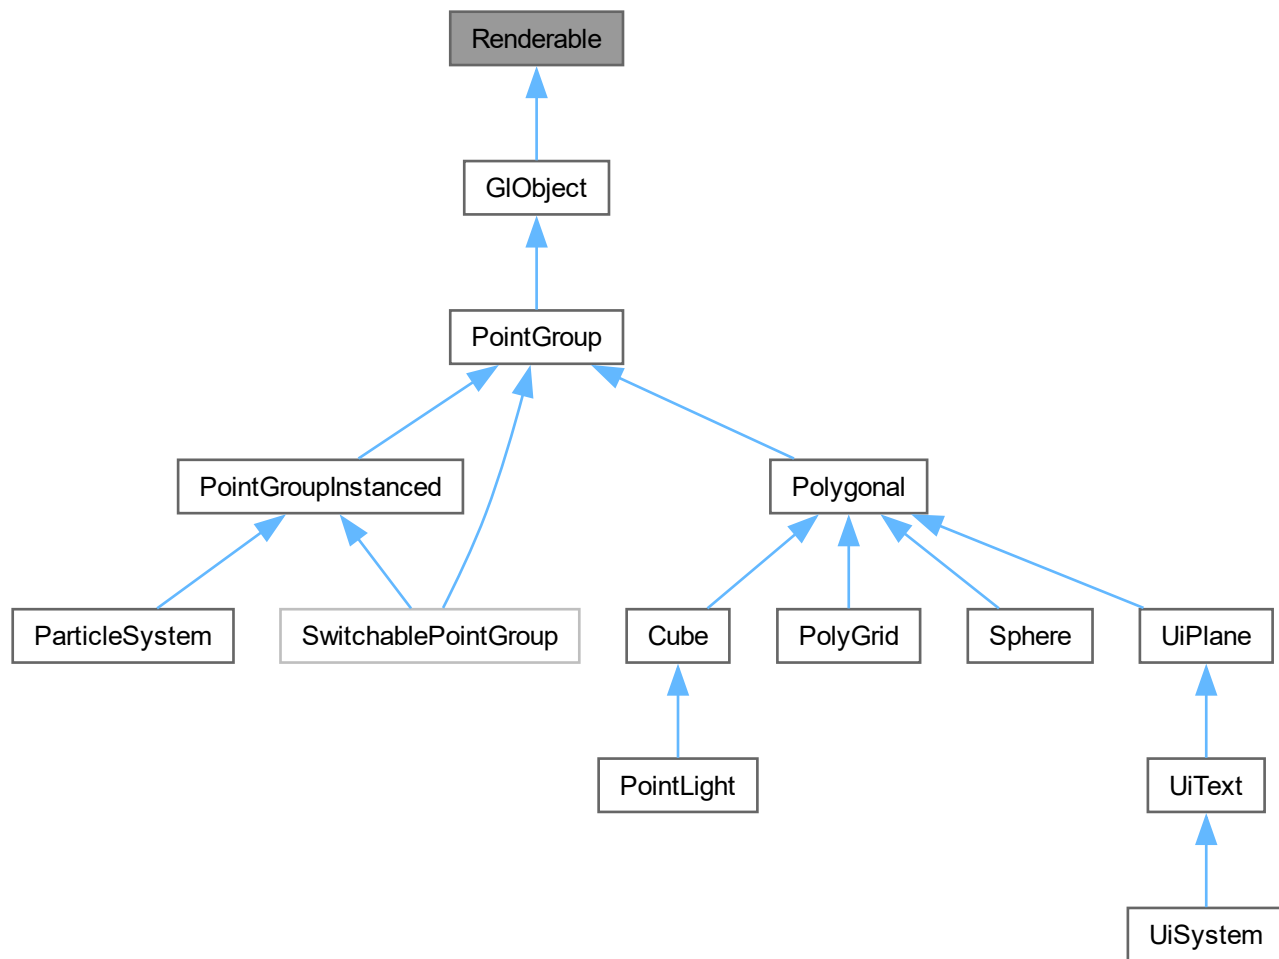 Renderable
GlObject
PointGroup
PointGroupInstanced
Polygonal
ParticleSystem
SwitchablePointGroup
Cube
PolyGrid
Sphere
UiPlane
PointLight
UiText
UiSystem